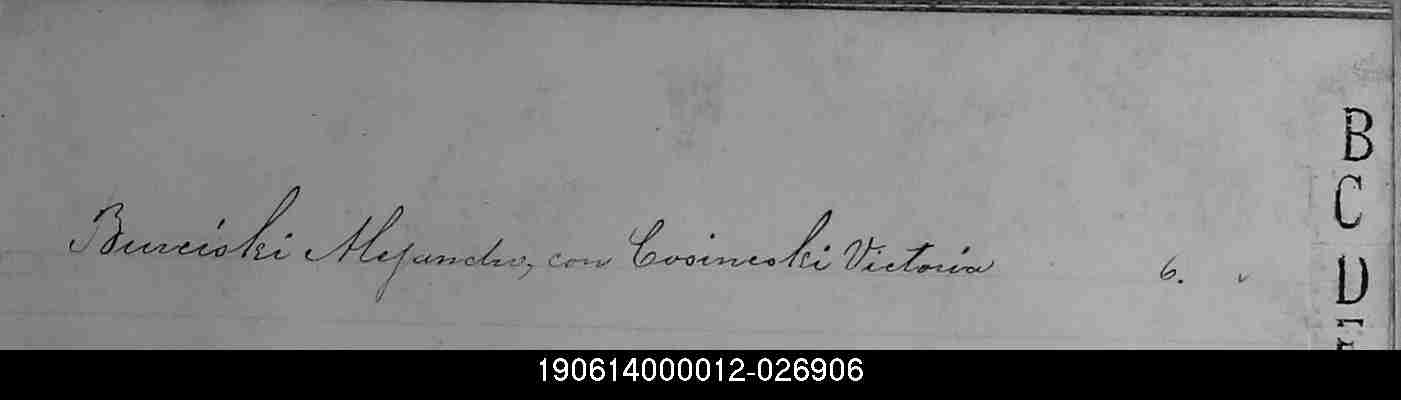 Burciski Alejandro, con Cosineski Victoria 6.
B
C
D
190614000012-026906